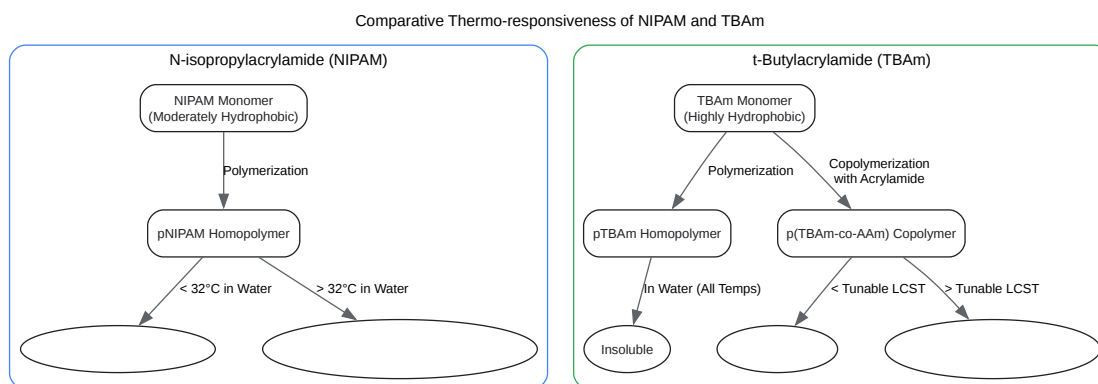 Comparative Thermo-responsiveness of NIPAM and TBAm
N-isopropylacrylamide (NIPAM)
NIPAM Monomer
(Moderately Hydrophobic)
Polymerization
pNIPAM Homopolymer
< 32°C in Water
> 32°C in Water
t-Butylacrylamide (TBAm)
TBAm Monomer
(Highly Hydrophobic)
Polymerization
Copolymerization
with Acrylamide
pTBAm Homopolymer
p(TBAm-co-AAm) Copolymer
In Water (All Temps)
< Tunable LCST
> Tunable LCST
Insoluble